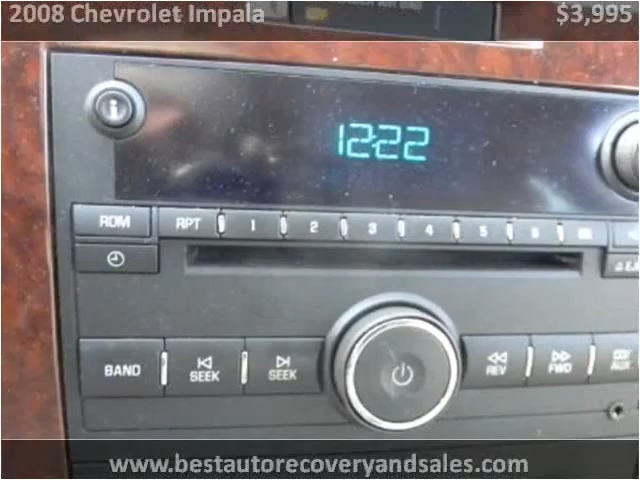 2008 Chevrolet Impala $3,995
12:22
RDM RPT 1 2 3 4 5 6
BAND SEEK SEEK REV FWD AUX
www.bestautorecoveryandsales.com